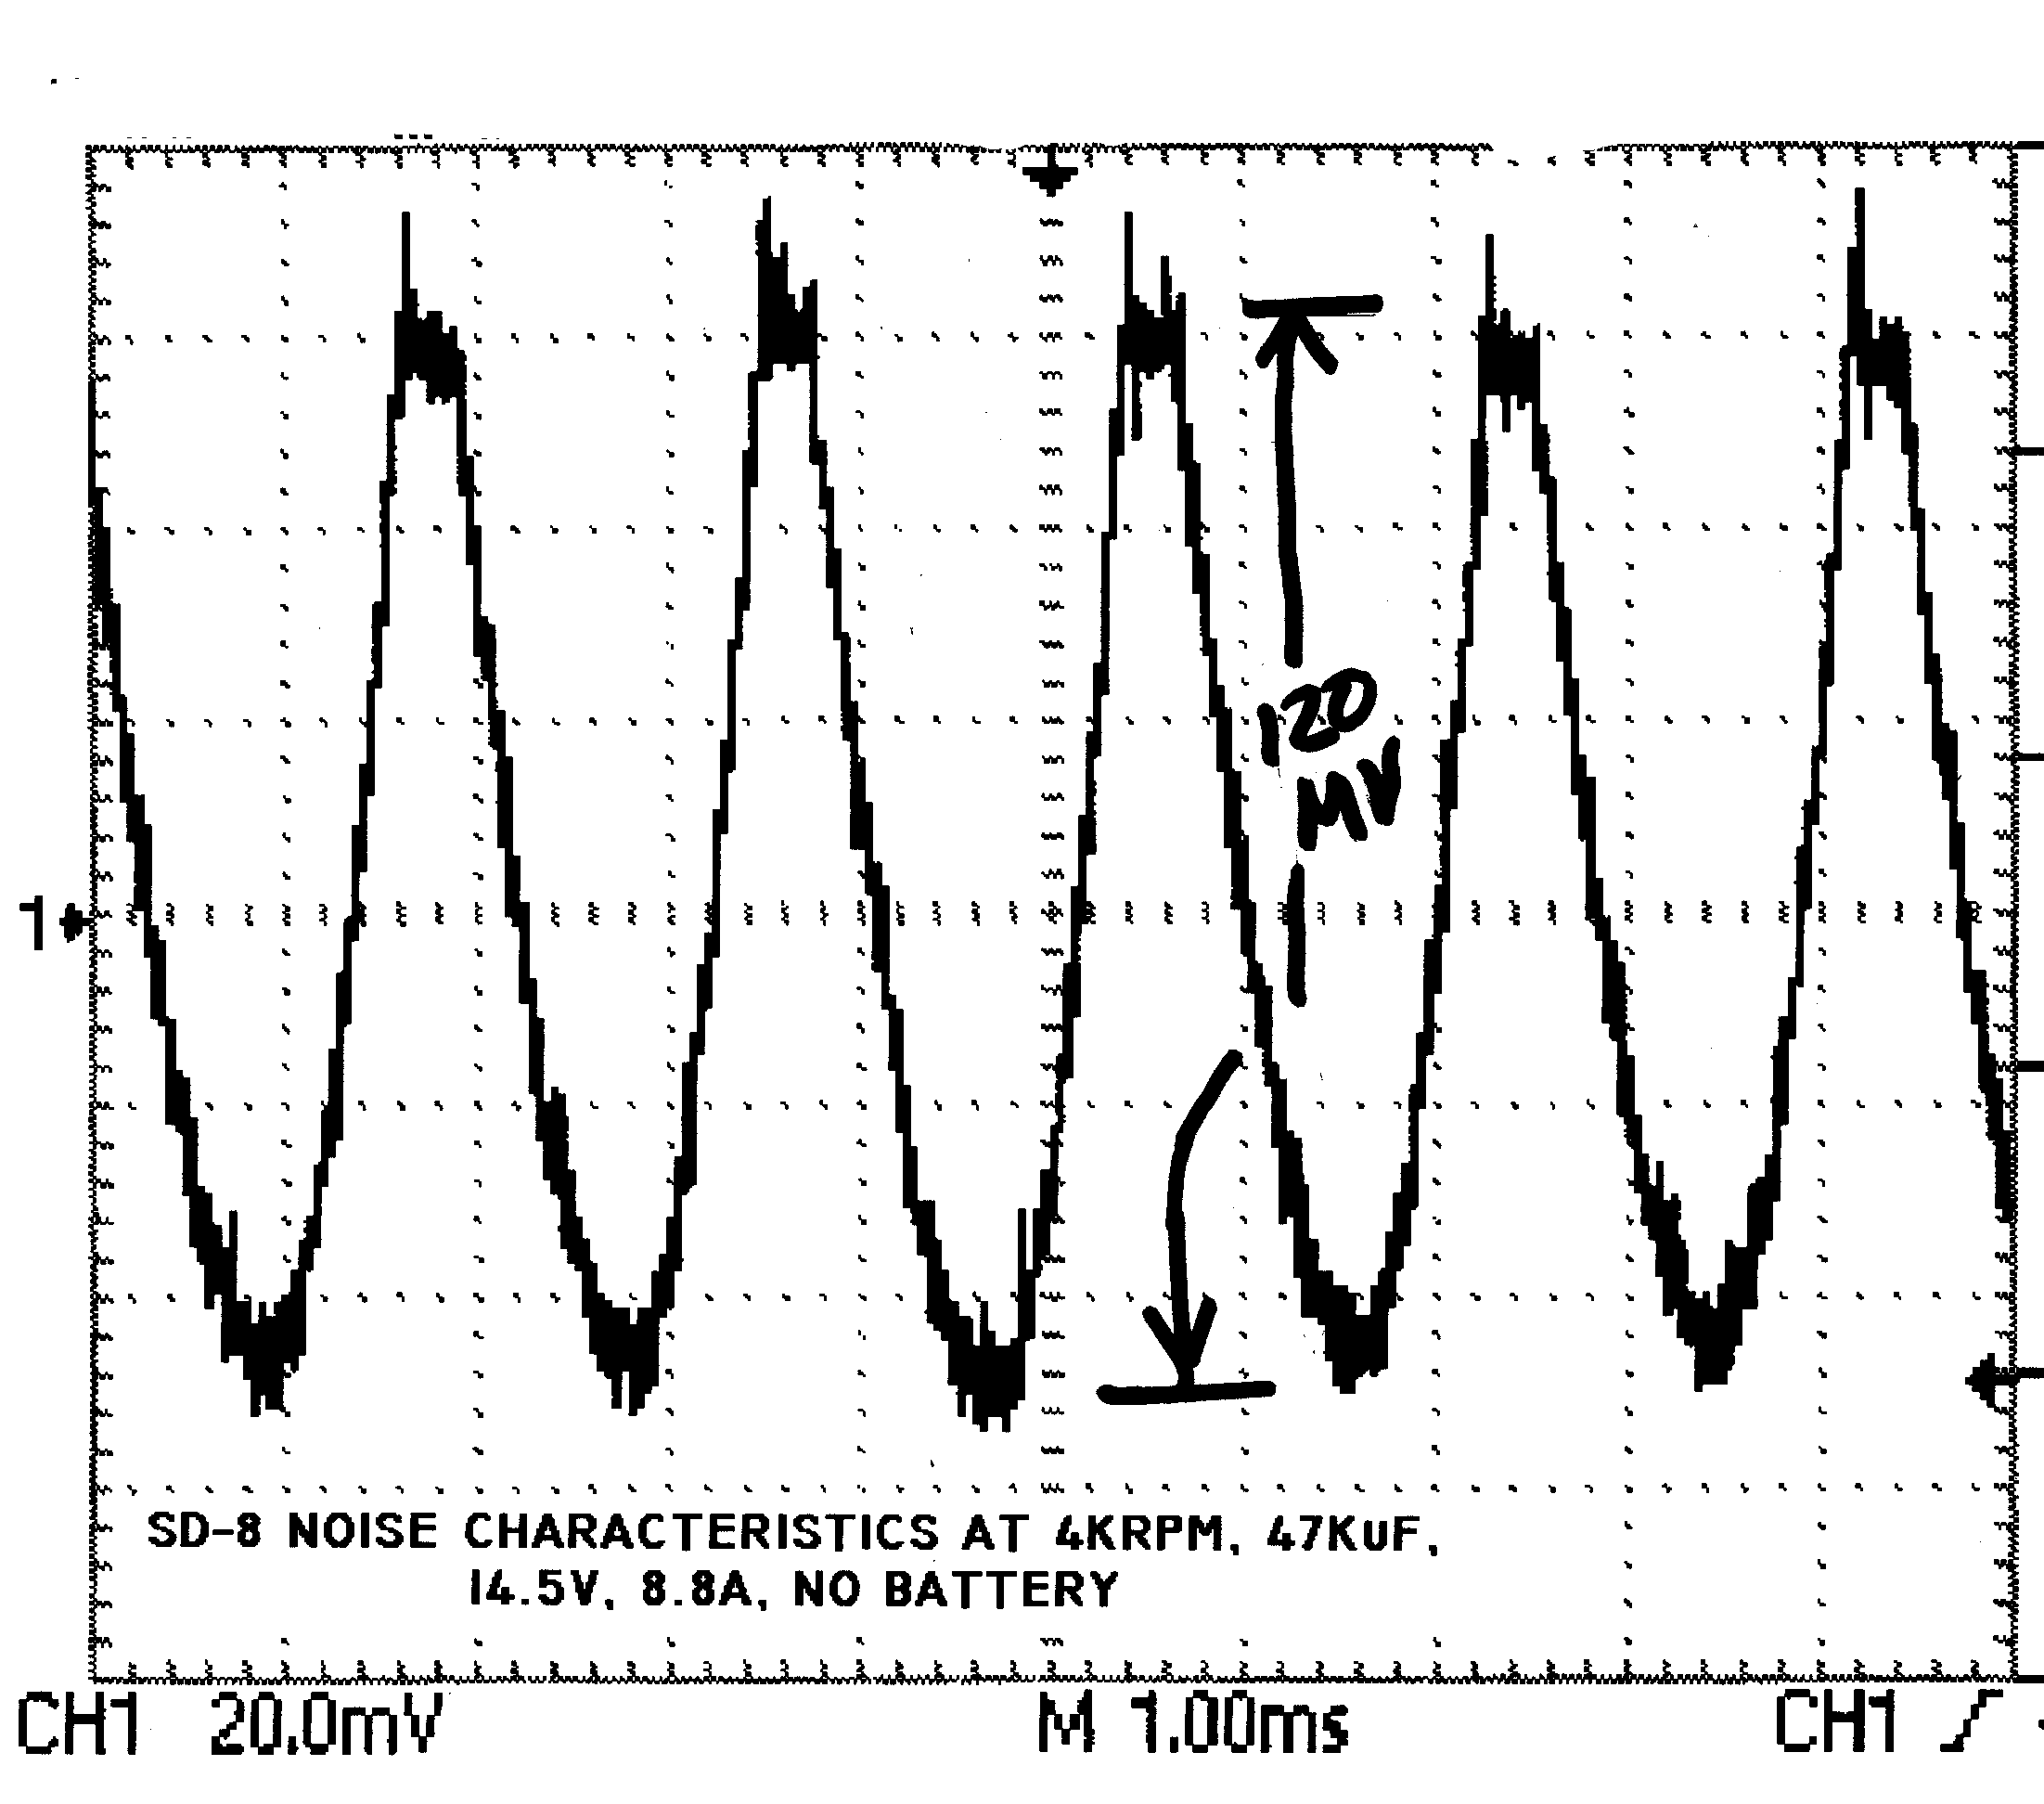 120
MV
1
SD-8 NOISE CHARACTERISTICS AT 4KRPM, 47KuF,
14.5V, 8.8A, NO BATTERY
CH1 20.0mV M 1.00ms CH1